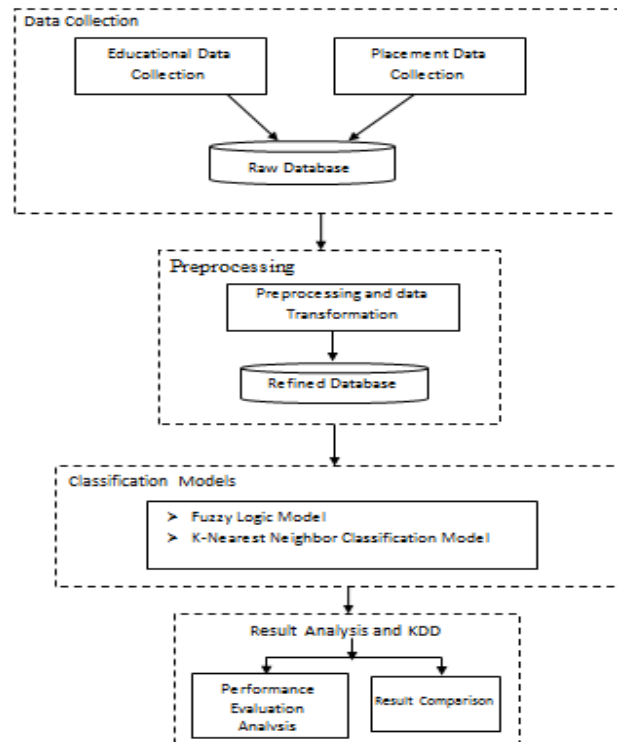 Data Collection
Educational Data
Collection
Placement Data
Collection
Raw Database
Preprocessing
Preprocessing and data
Transformation
Refined Database
Classification Models
➤ Fuzzy Logic Model
➤ K-Nearest Neighbor Classification Model
Result Analysis and KDD
Performance
Evaluation
Analysis
Result Comparison